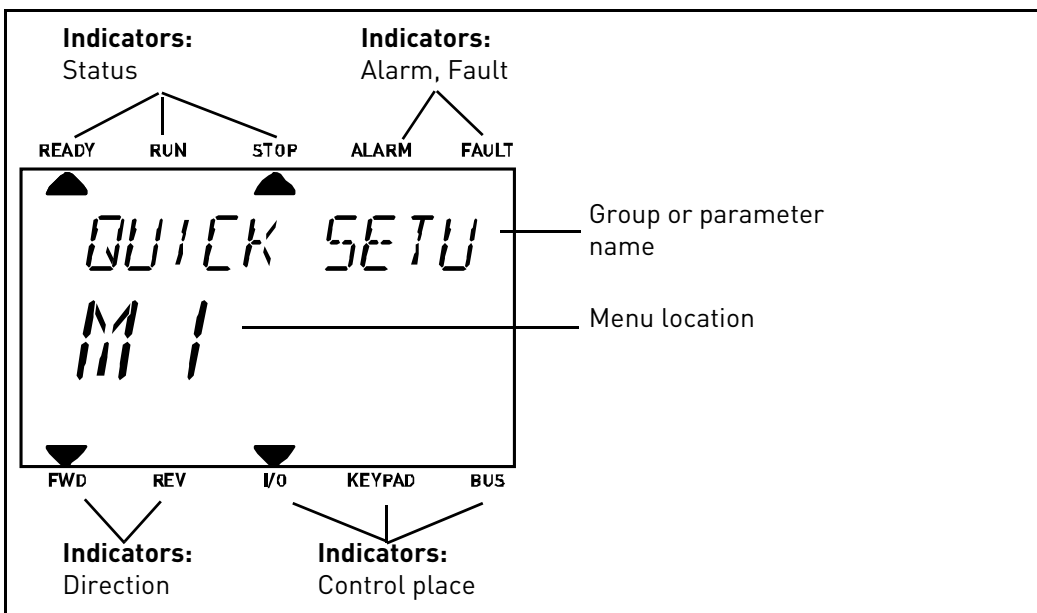 Indicators: Indicators:
Status Alarm, Fault
READY RUN STOP ALARM FAULT
QUICK SETU
Group or parameter
name
M 1
Menu location
FWD REV I/O KEYPAD BUS
Indicators: Indicators:
Direction Control place